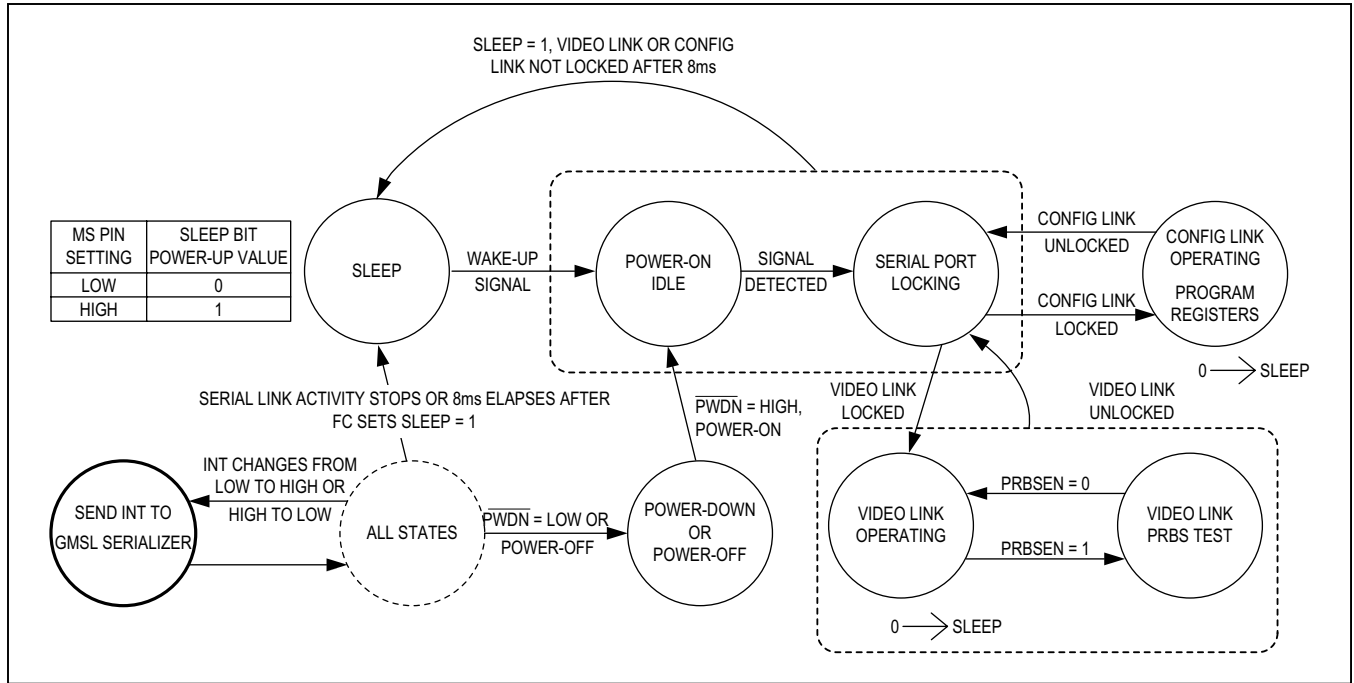 SLEEP = 1, VIDEO LINK OR CONFIG
LINK NOT LOCKED AFTER 8ms
MS PIN SETTING
SLEEP BIT POWER-UP VALUE
LOW 0
HIGH 1
SLEEP
WAKE-UP
SIGNAL
POWER-ON
IDLE
SIGNAL
DETECTED
SERIAL PORT
LOCKING
CONFIG LINK
UNLOCKED
CONFIG LINK
LOCKED
CONFIG LINK
OPERATING
PROGRAM
REGISTERS
0 → SLEEP
SERIAL LINK ACTIVITY STOPS OR 8ms ELAPSES AFTER
FC SETS SLEEP = 1
PWDN = HIGH,
POWER-ON
VIDEO LINK
LOCKED
VIDEO LINK
UNLOCKED
INT CHANGES FROM
LOW TO HIGH OR
HIGH TO LOW
SEND INT TO
GMSL SERIALIZER
ALL STATES
PWDN = LOW OR
POWER-OFF
POWER-DOWN
OR
POWER-OFF
VIDEO LINK
OPERATING
PRBSEN = 0
PRBSEN = 1
VIDEO LINK
PRBS TEST
0 → SLEEP